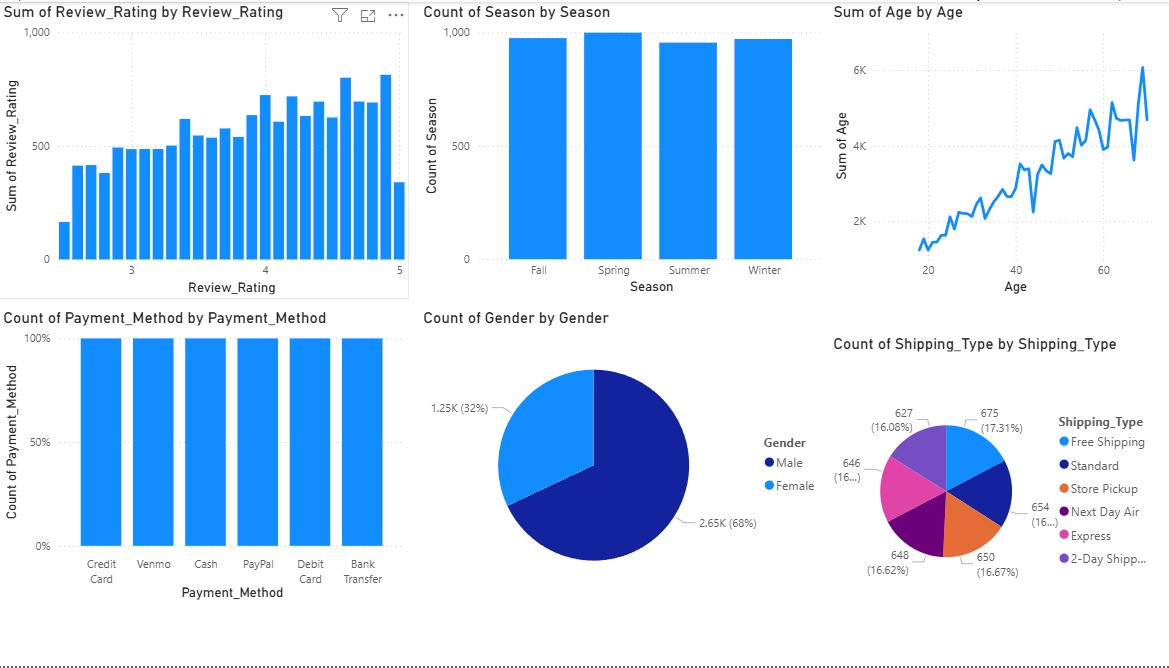 Sum of Review_Rating by Review_Rating
1,000
500
0
Sum of Review_Rating
3
4
5
Review_Rating
Count of Season by Season
1,000
500
0
Count of Season
Fall
Spring
Summer
Winter
Season
Sum of Age by Age
6K
4K
2K
Sum of Age
20
40
60
Age
Count of Payment_Method by Payment_Method
100%
50%
0%
Count of Payment_Method
Credit
Card
Venmo
Cash
PayPal
Debit
Card
Bank
Transfer
Payment_Method
Count of Gender by Gender
1.25K (32%)
2.65K (68%)
Gender
Male
Female
Count of Shipping_Type by Shipping_Type
627
(16.08%)
675
(17.31%)
646
(16...)
654
(16...)
648
(16.62%)
650
(16.67%)
Shipping_Type
Free Shipping
Standard
Store Pickup
Next Day Air
Express
2-Day Shipp...